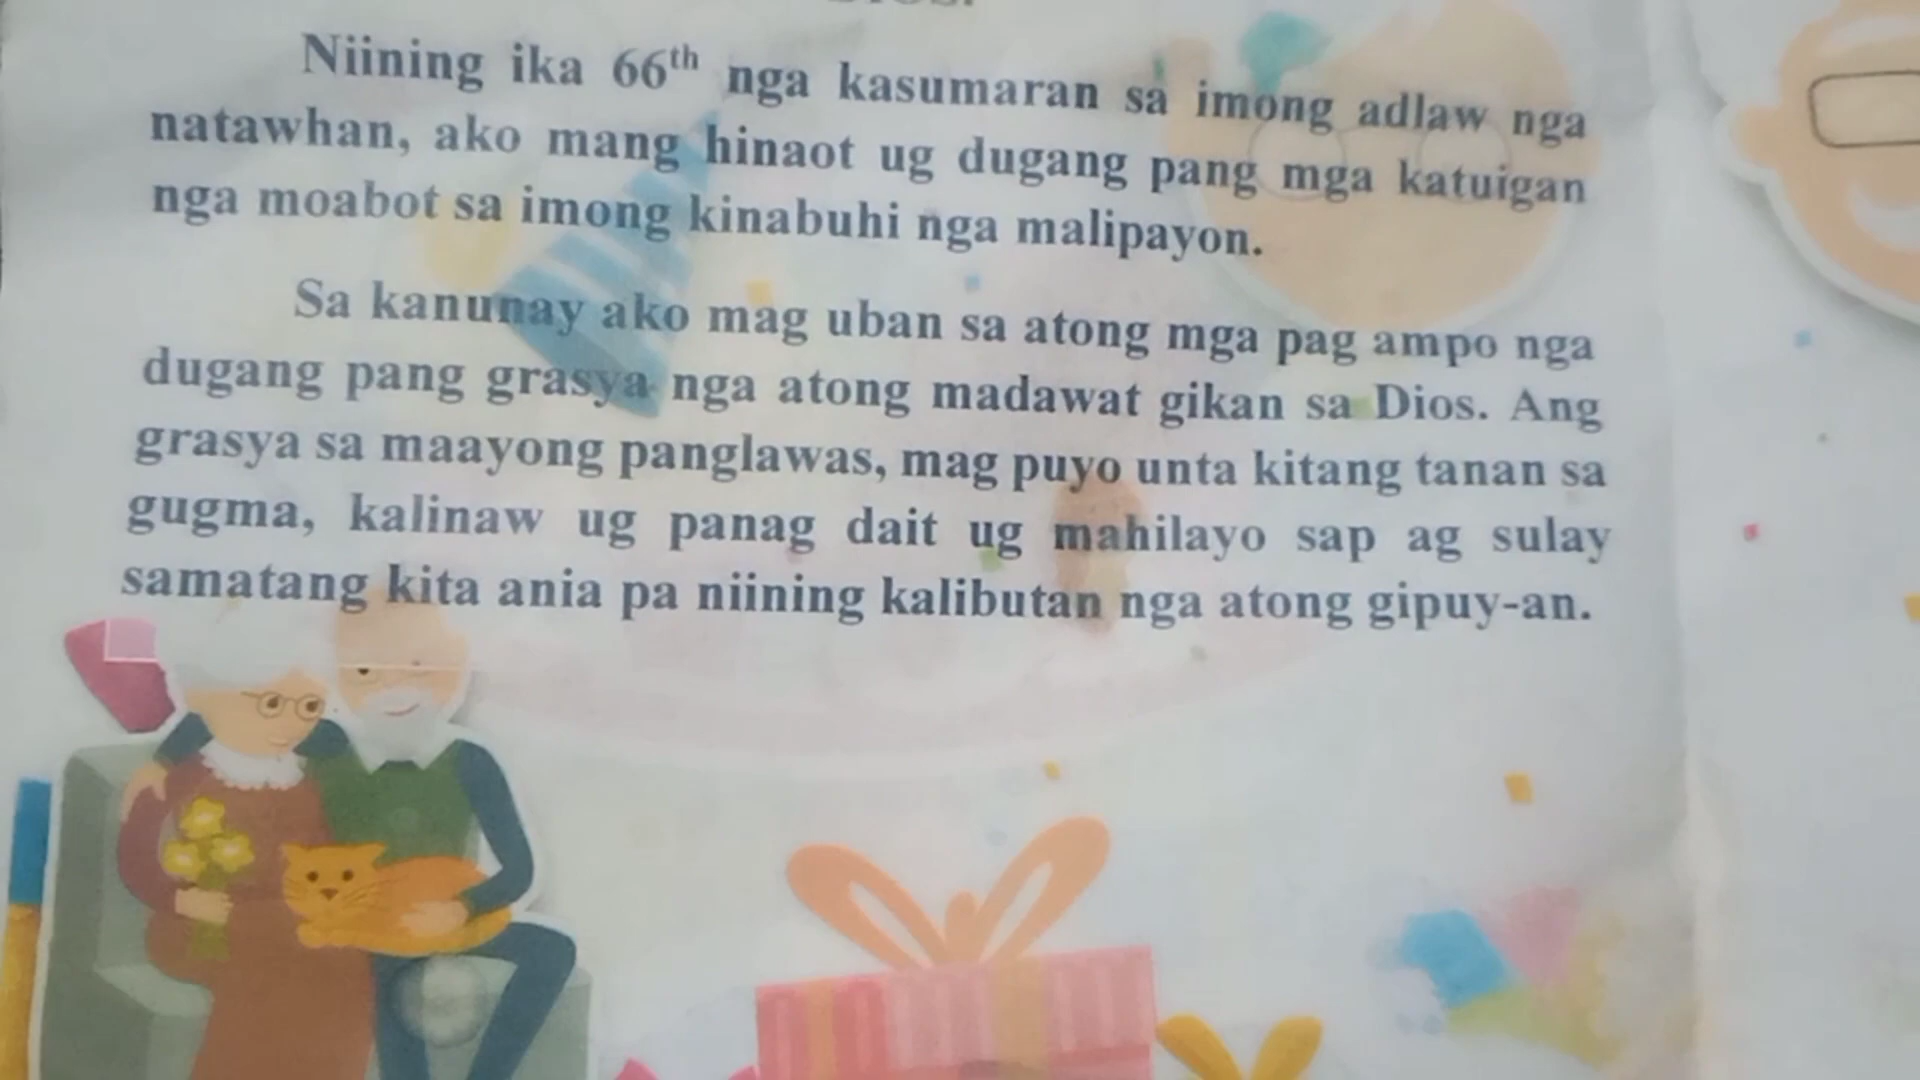 Niining ika 66th nga kasumaran sa imong adlaw nga
natawhan, ako mang hinaot ug dugang pang mga katuigan
nga moabot sa imong kinabuhi nga malipayon.
Sa kanunay ako mag uban sa atong mga pag ampo nga
dugang pang grasya nga atong madawat gikan sa Dios. Ang
grasya sa maayong panglawas, mag puyo unta kitang tanan sa
gugma, kalinaw ug panag dait ug mahilayo sap ag sulay
samatang kita ania pa niining kalibutan nga atong gipuy-an.